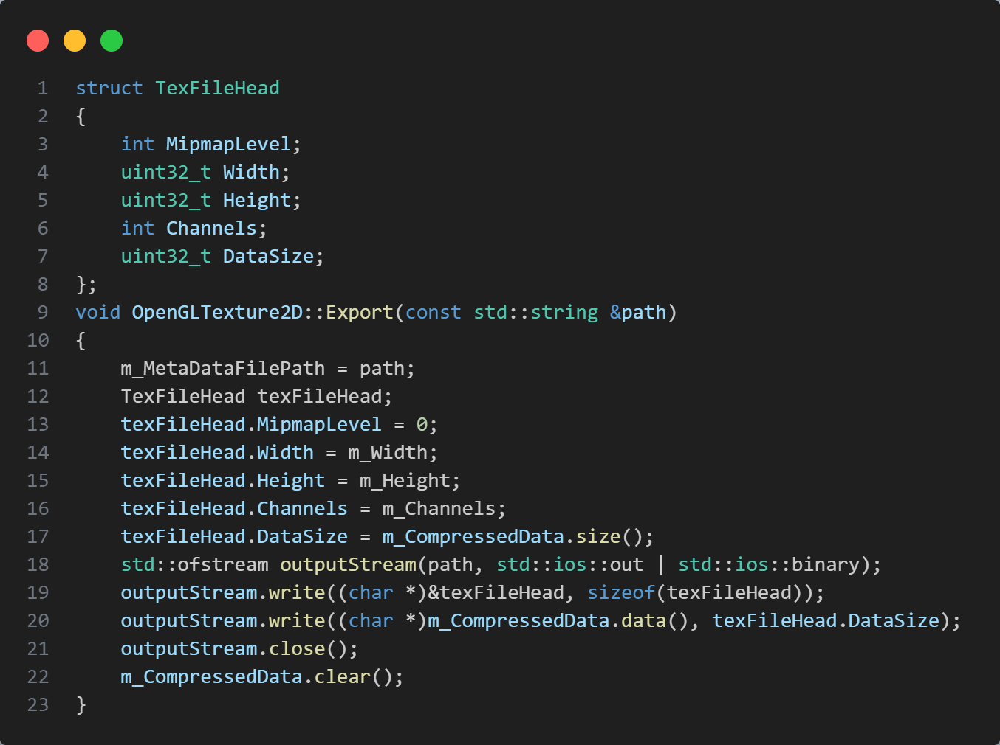 1 struct TexFileHead
2 {
3     int MipmapLevel;
4     uint32_t Width;
5     uint32_t Height;
6     int Channels;
7     uint32_t DataSize;
8 };
9 void OpenGLTexture2D::Export(const std::string &path)
10 {
11     m_MetaDataFilePath = path;
12     TexFileHead texFileHead;
13     texFileHead.MipmapLevel = 0;
14     texFileHead.Width = m_Width;
15     texFileHead.Height = m_Height;
16     texFileHead.Channels = m_Channels;
17     texFileHead.DataSize = m_CompressedData.size();
18     std::ofstream outputStream(path, std::ios::out | std::ios::binary);
19     outputStream.write((char *)&texFileHead, sizeof(texFileHead));
20     outputStream.write((char *)m_CompressedData.data(), texFileHead.DataSize);
21     outputStream.close();
22     m_CompressedData.clear();
23 }